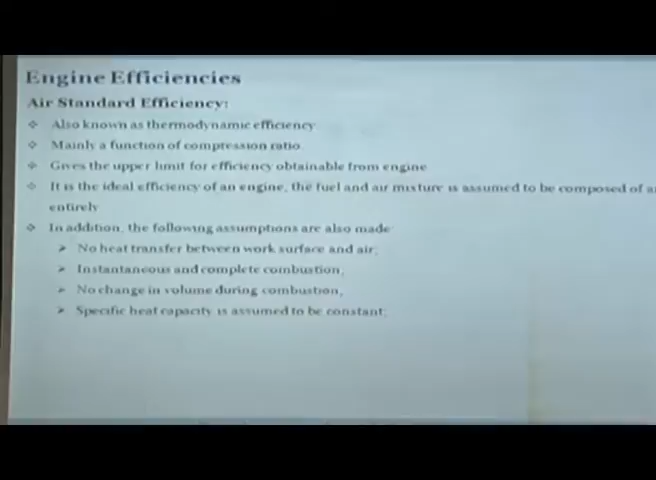 Engine Efficiencies
Air Standard Efficiency:
Also known as thermodynamic efficiency
Mainly a function of compression ratio
Gives the upper limit for efficiency obtainable from engine
It is the ideal efficiency of an engine, the fuel and air mixture is assumed to be composed of
entirely
In addition, the following assumptions are also made
No heat transfer between work surface and air;
Instantaneous and complete combustion;
No change in volume during combustion;
Specific heat capacity is assumed to be constant;